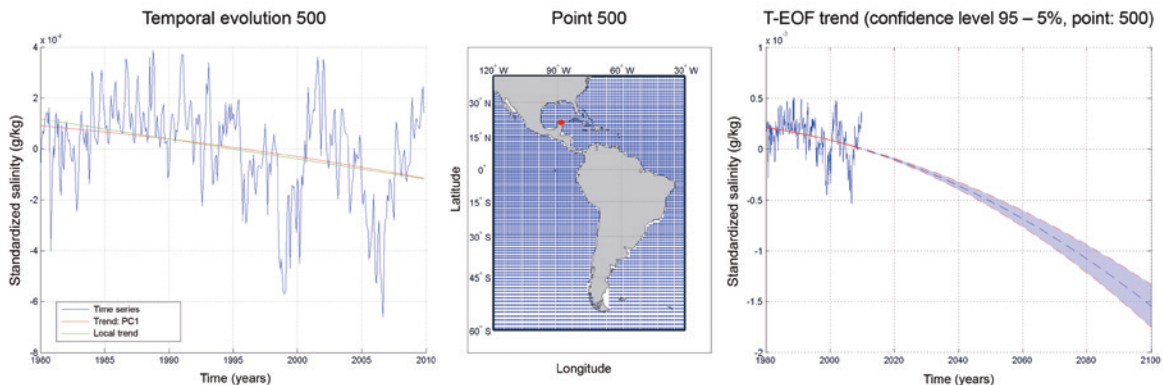 Temporal evolution 500
4 x 10⁻⁴
2
0
-2
-4
-6
-8
Standardized salinity (g/kg)
Time series
Trend: PC1
Local trend
1980 1985 1990 1995 2000 2005 2010
Time (years)
Point 500
120° W 90° W 60° W 30° W
30° N
15° N
0°
15° S
30° S
45° S
60° S
Latitude
Longitude
T-EOF trend (confidence level 95 – 5%, point: 500)
1 x 10⁻³
0.5
0
-0.5
-1
-1.5
-2
Standardized salinity (g/kg)
1980 2000 2020 2040 2060 2080 2100
Time (years)